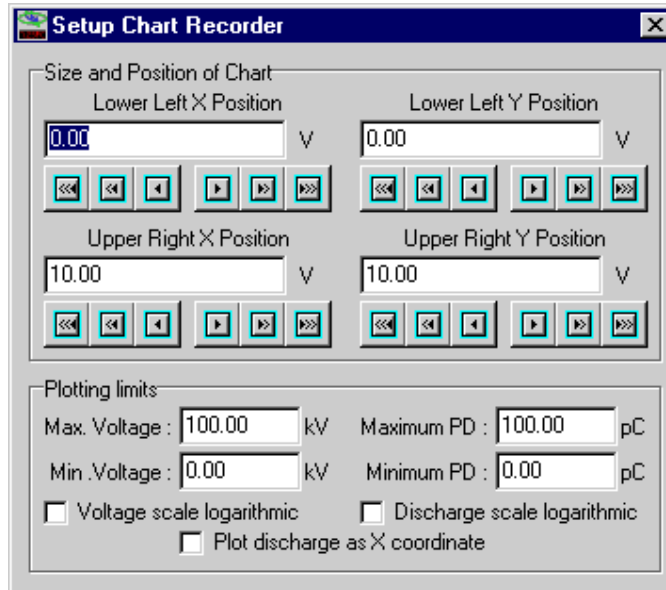 Setup Chart Recorder
Size and Position of Chart
Lower Left X Position
Lower Left Y Position
0.00 V
0.00 V
Upper Right X Position
Upper Right Y Position
10.00 V
10.00 V
Plotting limits
Max. Voltage : 100.00 kV
Maximum PD : 100.00 pC
Min .Voltage : 0.00 kV
Minimum PD : 0.00 pC
Voltage scale logarithmic
Discharge scale logarithmic
Plot discharge as X coordinate